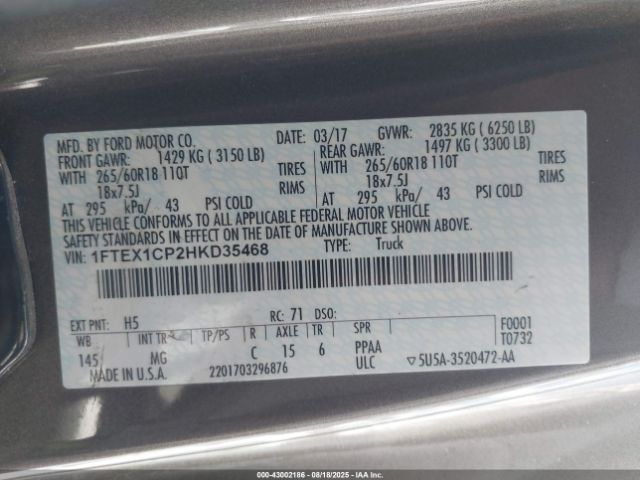 MFD. BY FORD MOTOR CO. DATE: 03/17 GVWR: 2835 KG ( 6250 LB)
FRONT GAWR: 1429 KG ( 3150 LB) REAR GAWR: 1497 KG ( 3300 LB)
WITH 265/60R18 110T TIRES WITH 265/60R18 110T TIRES
18x7.5J RIMS 18x7.5J RIMS
AT 295 kPa/ 43 PSI COLD AT 295 kPa/ 43 PSI COLD
THIS VEHICLE CONFORMS TO ALL APPLICABLE FEDERAL MOTOR VEHICLE
SAFETY STANDARDS IN EFFECT ON THE DATE OF MANUFACTURE SHOWN ABOVE.
VIN: 1FTEX1CP2HKD35468 TYPE: Truck
EXT PNT: H5 RC: 71 DSO: F0001
WB INT TR TP/PS R AXLE TR SPR T0732
145 MG C 15 6 PPAA
ULC 5U5A-3520472-AA
MADE IN U.S.A. 2201703296876
000-43002186 - 08/18/2025 - IAA Inc.